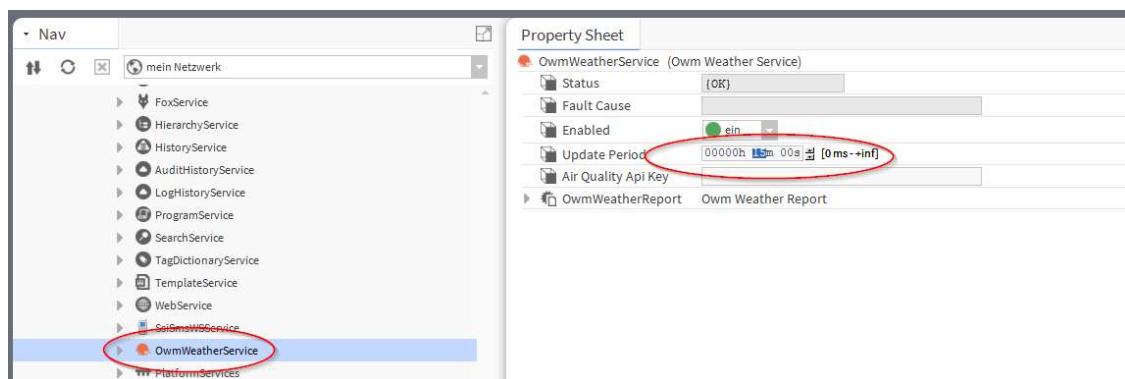 Nav
mein Netzwerk
FoxService
HierarchyService
HistoryService
AuditHistoryService
LogHistoryService
ProgramService
SearchService
TagDictionaryService
TemplateService
WebService
SsiSmsWSService
OwmWeatherService
PlatformServices
Property Sheet
OwmWeatherService (Owm Weather Service)
Status {OK}
Fault Cause
Enabled ein
Update Period 00000h 15m 00s [0 ms - +inf]
Air Quality Api Key
OwmWeatherReport Owm Weather Report